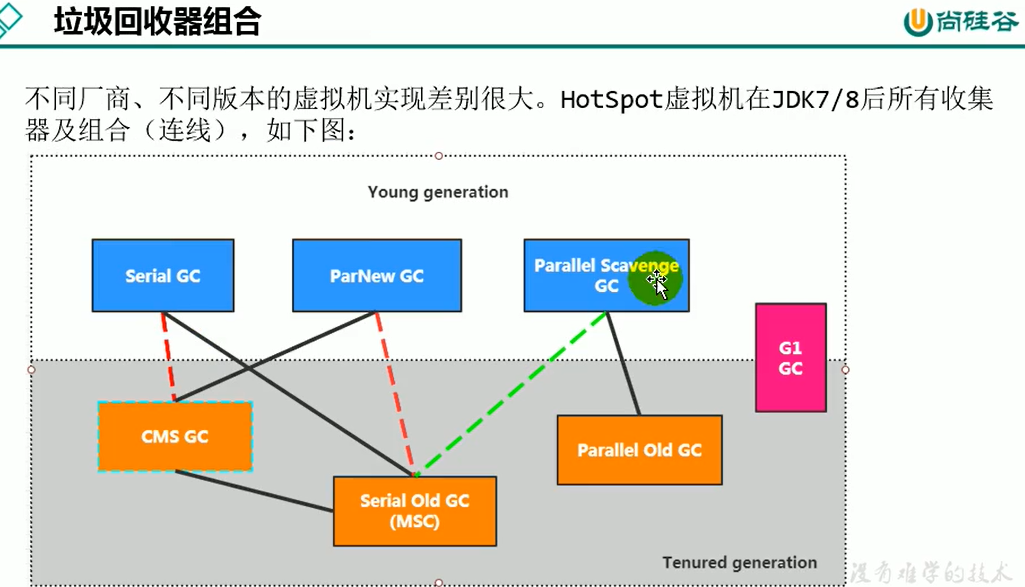 垃圾回收器组合
尚硅谷
不同厂商、不同版本的虚拟机实现差别很大。HotSpot虚拟机在JDK7/8后所有收集
器及组合（连线），如下图：
Young generation
Serial GC
ParNew GC
Parallel Scavenge
GC
G1
GC
CMS GC
Parallel Old GC
Serial Old GC
(MSC)
Tenured generation
没有难学的技术